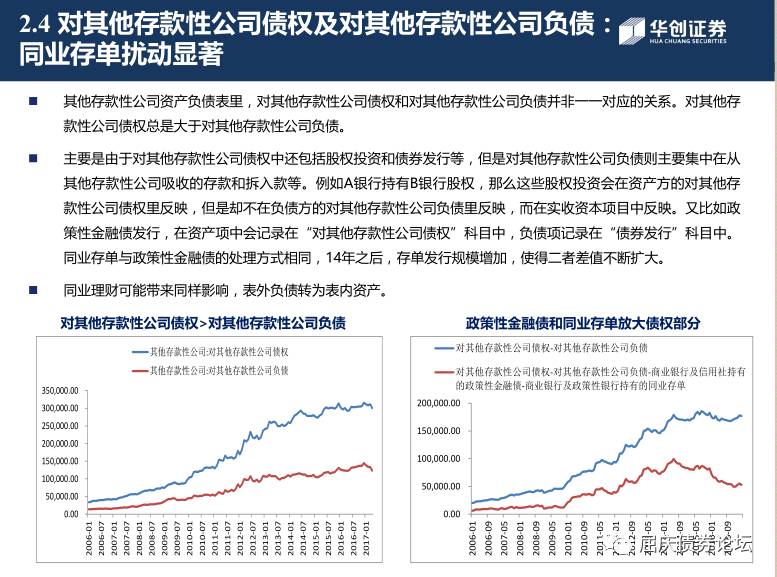 2.4 对其他存款性公司债权及对其他存款性公司负债：
同业存单扰动显著
华创证券
HUA CHUANG SECURITIES
其他存款性公司资产负债表里，对其他存款性公司债权和对其他存款性公司负债并非一一对应的关系。对其他存
款性公司债权总是大于对其他存款性公司负债。
主要是由于对其他存款性公司债权中还包括股权投资和债券发行等，但是对其他存款性公司负债则主要集中在从
其他存款性公司吸收的存款和拆入款等。例如A银行持有B银行股权，那么这些股权投资会在资产方的对其他存
款性公司债权里反映，但是却不在负债方的对其他存款性公司负债里反映，而在实收资本项目中反映。又比如政
策性金融债发行，在资产项中会记录在“对其他存款性公司债权”科目中，负债项记录在“债券发行”科目中。
同业存单与政策性金融债的处理方式相同，14年之后，存单发行规模增加，使得二者差值不断扩大。
同业理财可能带来同样影响，表外负债转为表内资产。
对其他存款性公司债权>对其他存款性公司负债
其他存款性公司:对其他存款性公司债权
其他存款性公司:对其他存款性公司负债
350,000.00
300,000.00
250,000.00
200,000.00
150,000.00
100,000.00
50,000.00
0.00
2006-01
2006-07
2007-01
2007-07
2008-01
2008-07
2009-01
2009-07
2010-01
2010-07
2011-01
2011-07
2012-01
2012-07
2013-01
2013-07
2014-01
2014-07
2015-01
2015-07
2016-01
2016-07
2017-01
政策性金融债和同业存单放大债权部分
对其他存款性公司债权-对其他存款性公司负债
对其他存款性公司债权-对其他存款性公司负债-商业银行及信用社持有
的政策性金融债-商业银行及政策性银行持有的同业存单
200,000.00
150,000.00
100,000.00
50,000.00
0.00
2006-01
2006-09
2007-05
2008-01
2008-09
2009-05
2010-01
2010-09
2011-05
2012-01
2012-09
2013-05
2014-01
2014-09
2015-05
2016-01
2016-09
屈庆债券论坛